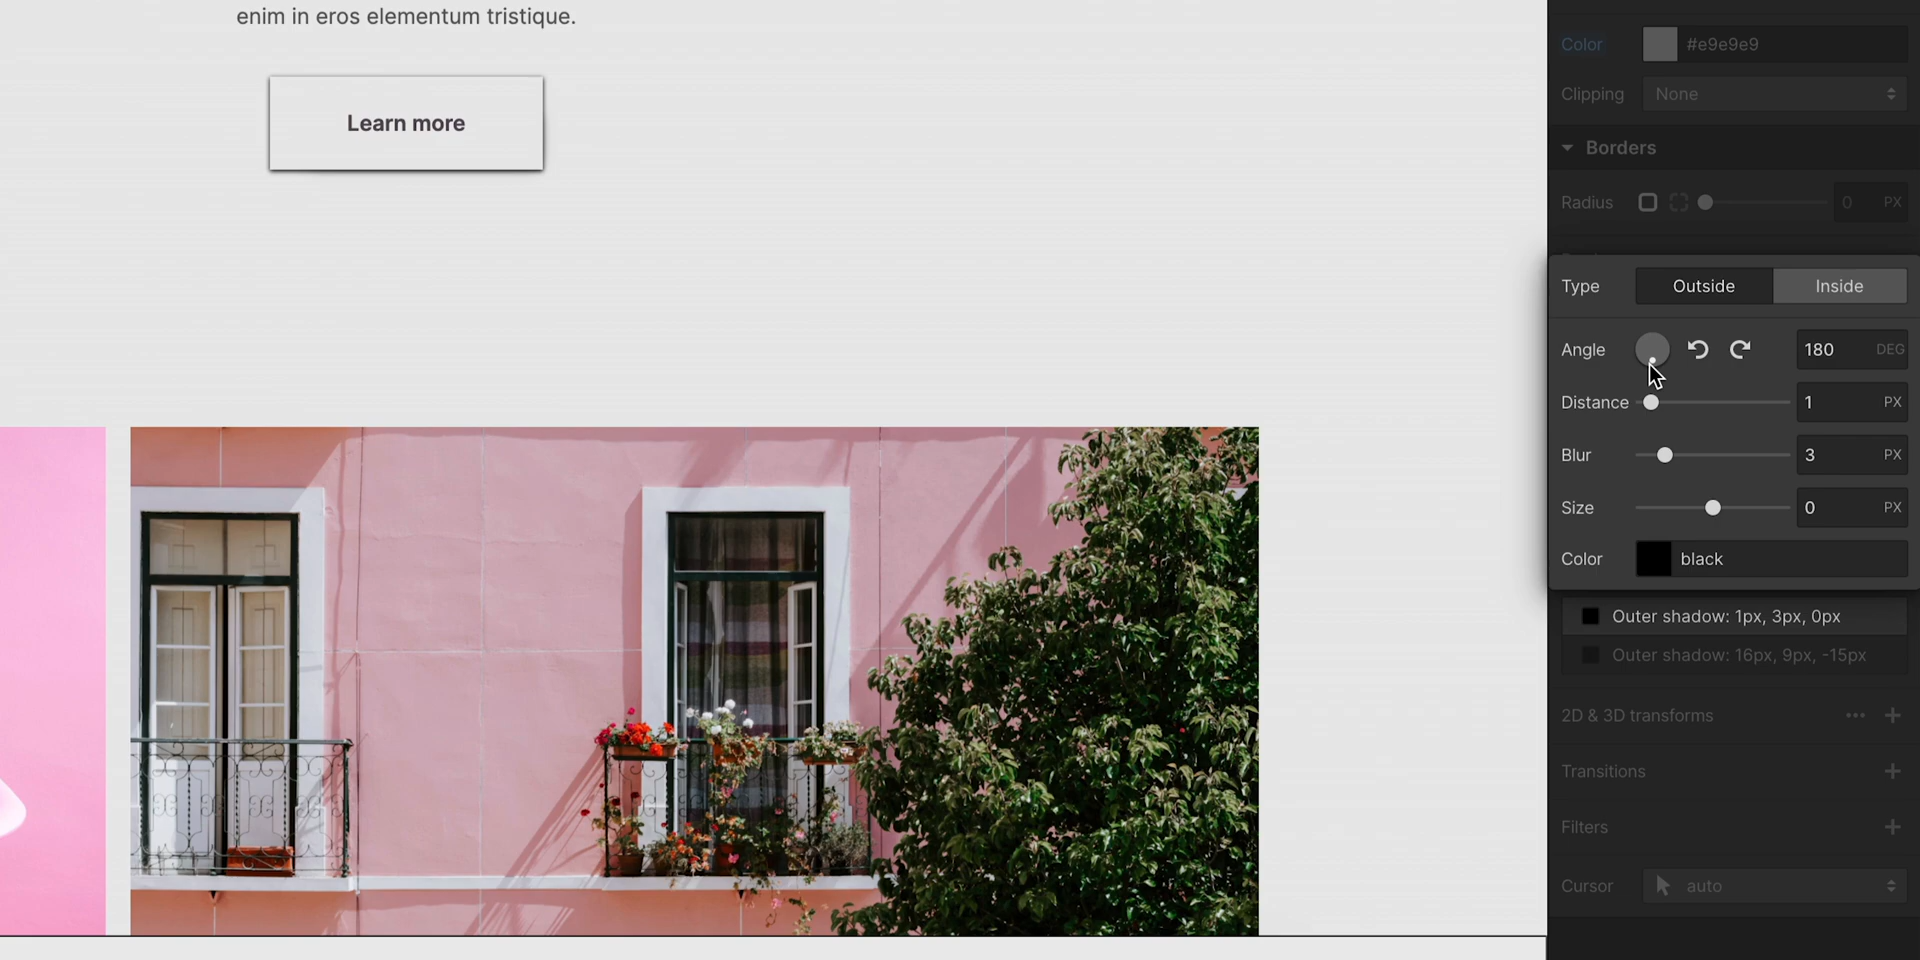 enim in eros elementum tristique.
Learn more
Color #e9e9e9
Clipping None
Borders
Radius 0 PX
Type Outside Inside
Angle 180 DEG
Distance 1 PX
Blur 3 PX
Size 0 PX
Color black
Outer shadow: 1px, 3px, 0px
Outer shadow: 16px, 9px, -15px
2D & 3D transforms
Transitions
Filters
Cursor auto